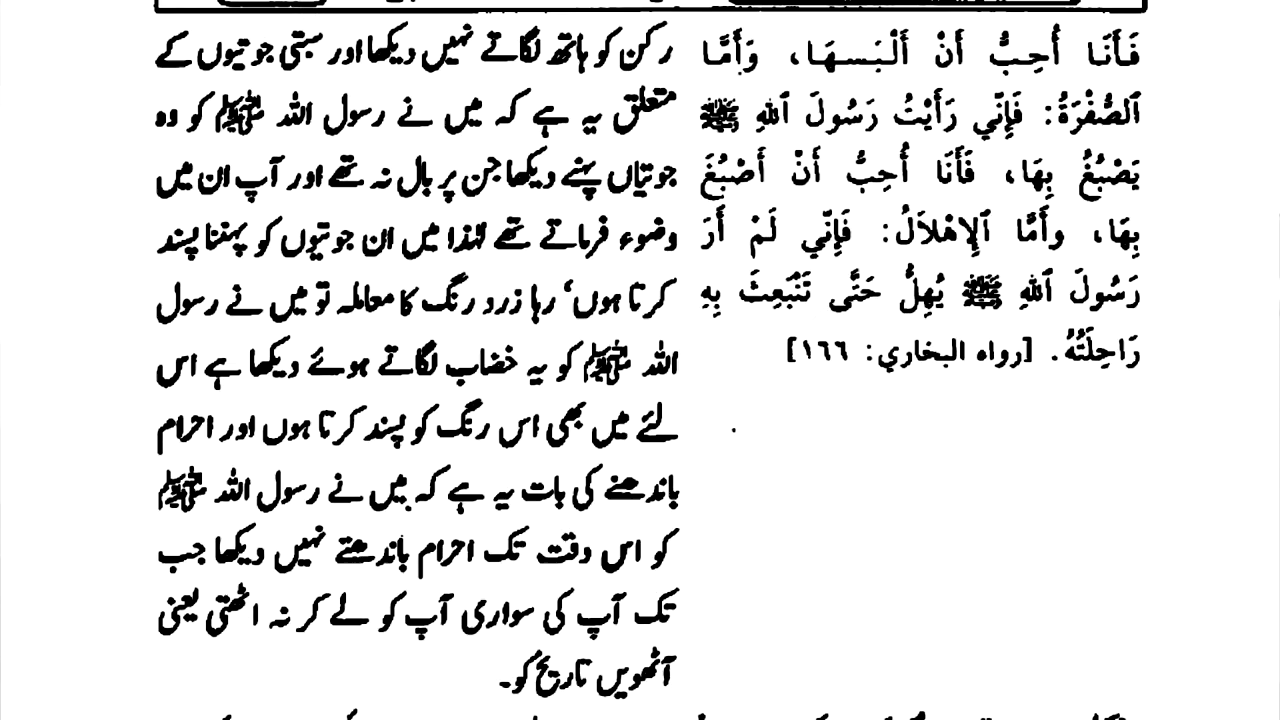 فَأَنَا أُحِبُّ أَنْ أَلْبَسَهَا، وَأَمَّا
ٱلصُّفْرَةُ: فَإِنِّي رَأَيْتُ رَسُولَ ٱللهِ ﷺ
يَصْبُغُ بِهَا، فَأَنَا أُحِبُّ أَنْ أَصْبُغَ
بِهَا، وأَمَّا ٱلإِهْلاَلُ: فَإِنِّي لَمْ أَرَ
رَسُولَ ٱللهِ ﷺ يُهِلُّ حَتَّى تَنْبَعِثَ بِهِ
رَاحِلَتُهُ. [رواه البخاري: ١٦٦]
رکن کو ہاتھ لگاتے نہیں دیکھا اور سبتی جوتیوں کے
متعلق یہ ہے کہ میں نے رسول اللہ ﷺ کو وہ
جوتیاں پہنے دیکھا جن پر بال نہ تھے اور آپ ان میں
وضوء فرماتے تھے لہٰذا میں ان جوتیوں کو پہننا پسند
کرتا ہوں‘ رہا زرد رنگ کا معاملہ تو میں نے رسول
اللہ ﷺ کو یہ خضاب لگاتے ہوئے دیکھا ہے اس
لئے میں بھی اس رنگ کو پسند کرتا ہوں اور احرام
باندھنے کی بات یہ ہے کہ میں نے رسول اللہ ﷺ
کو اس وقت تک احرام باندھتے نہیں دیکھا جب
تک آپ کی سواری آپ کو لے کر نہ اٹھتی یعنی
آٹھویں تاریخ کو۔